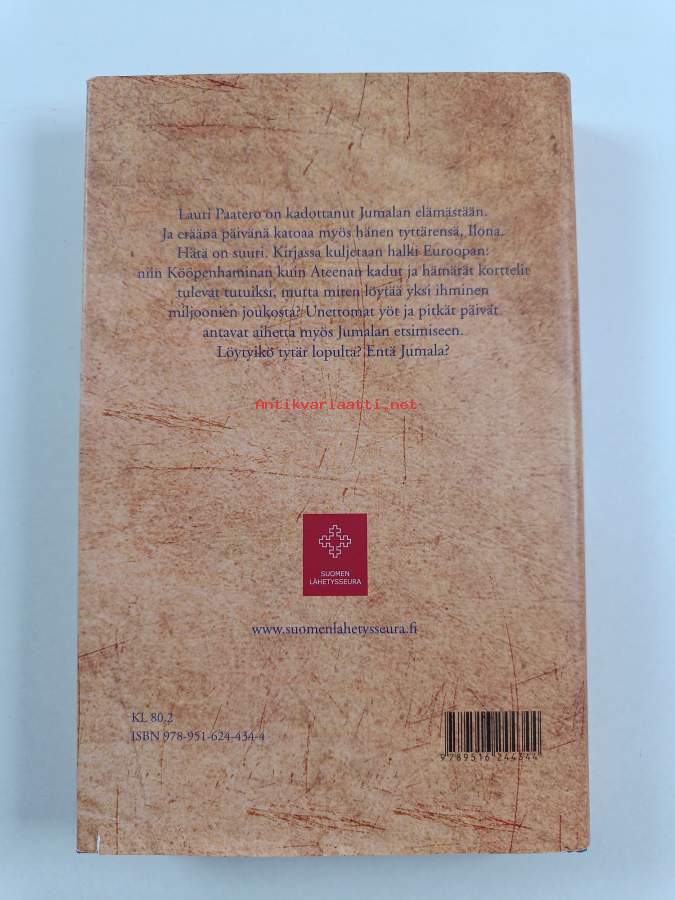 Lauri Paatero on kadottanut Jumalan elämästään.
Ja eräänä päivänä katoaa myös hänen tyttärensä, Ilona.
Hätä on suuri. Kirjassa kuljetaan halki Euroopan:
niin Kööpenhaminan kuin Ateenan kadut ja hämärät korttelit
tulevat tutuiksi, mutta miten löytää yksi ihminen
miljoonien joukosta? Unettomat yöt ja pitkät päivät
antavat aihetta myös Jumalan etsimiseen.
Löytyikö tytär lopulta? Entä Jumala?
Antikvariaatti.net
SUOMEN
LÄHETYSSEURA
www.suomenlahetysseura.fi
KL 80.2
ISBN 978-951-624-434-4
9 789516 244344